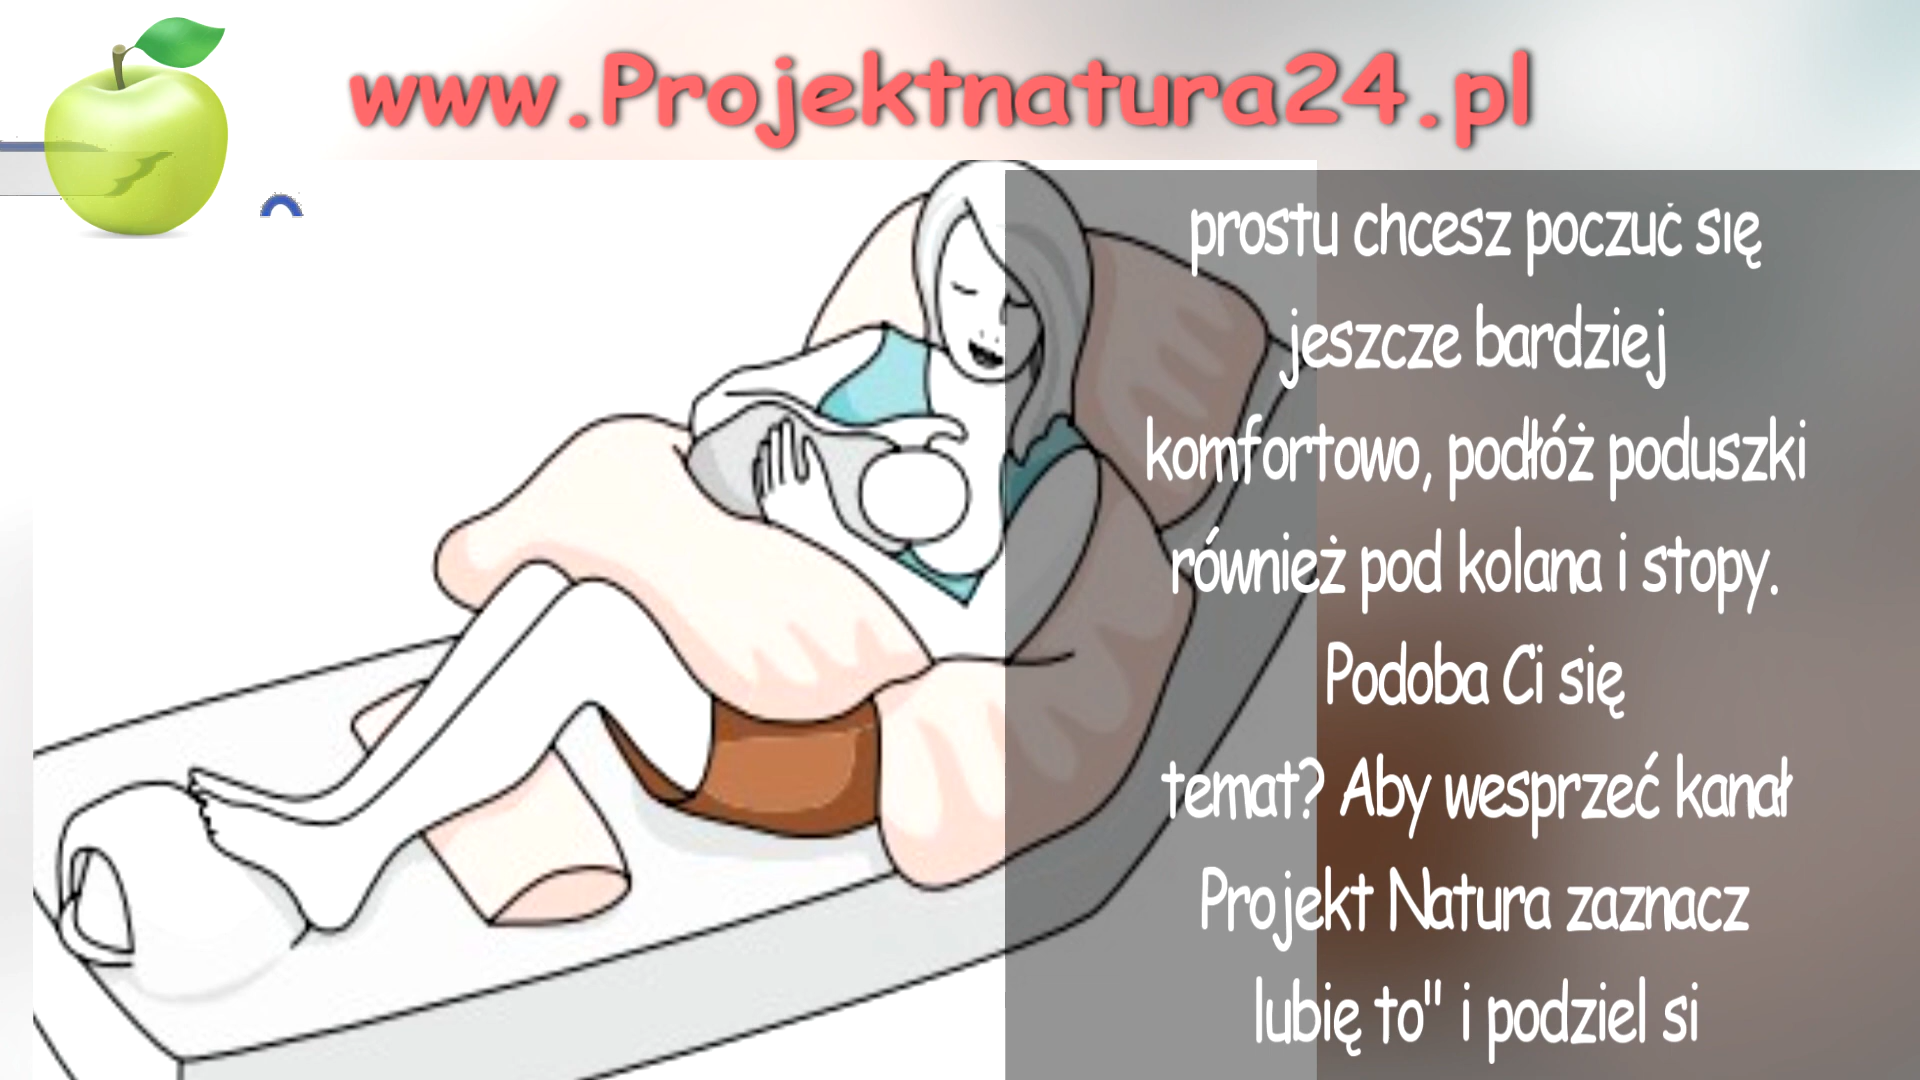 www.Projektnatura24.pl
prostu chcesz poczuć się
jeszcze bardziej
komfortowo, podłóż poduszki
również pod kolana i stopy.
Podoba Ci się
temat? Aby wesprzeć kanał
Projekt Natura zaznacz
lubię to" i podziel si